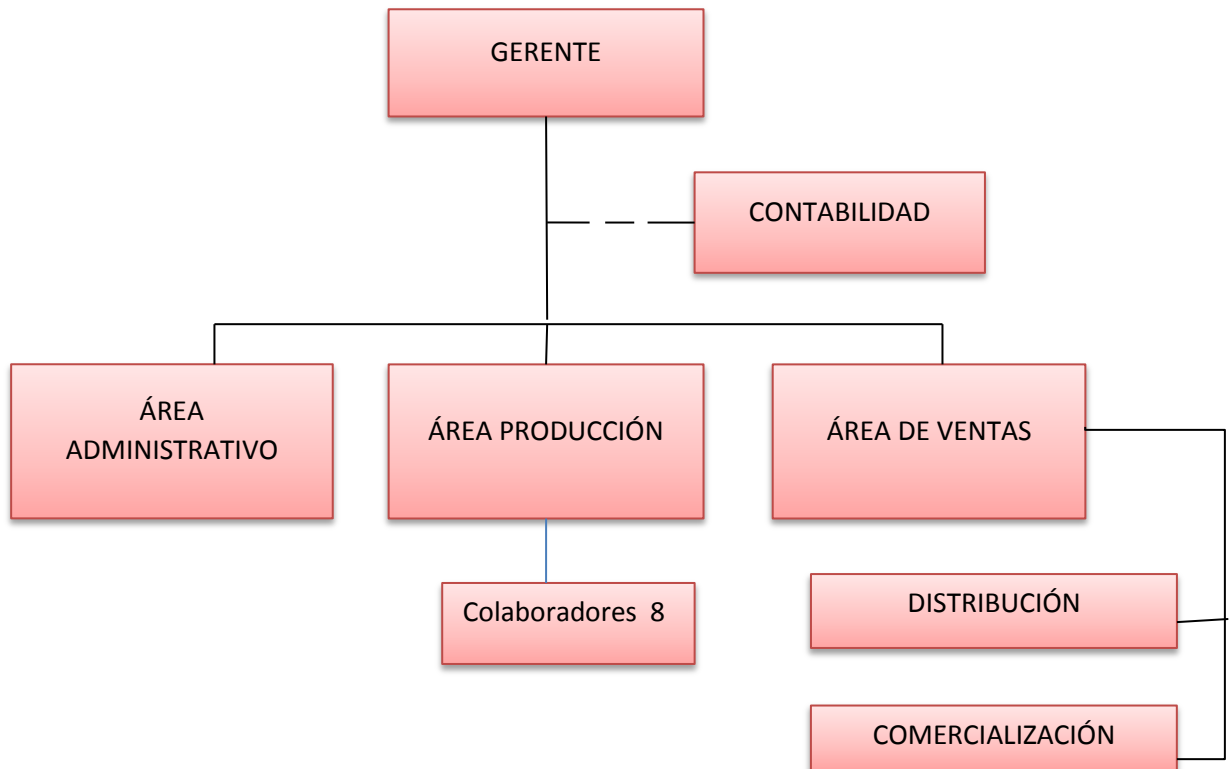 GERENTE
CONTABILIDAD
ÁREA
ADMINISTRATIVO
ÁREA PRODUCCIÓN
ÁREA DE VENTAS
Colaboradores 8
DISTRIBUCIÓN
COMERCIALIZACIÓN